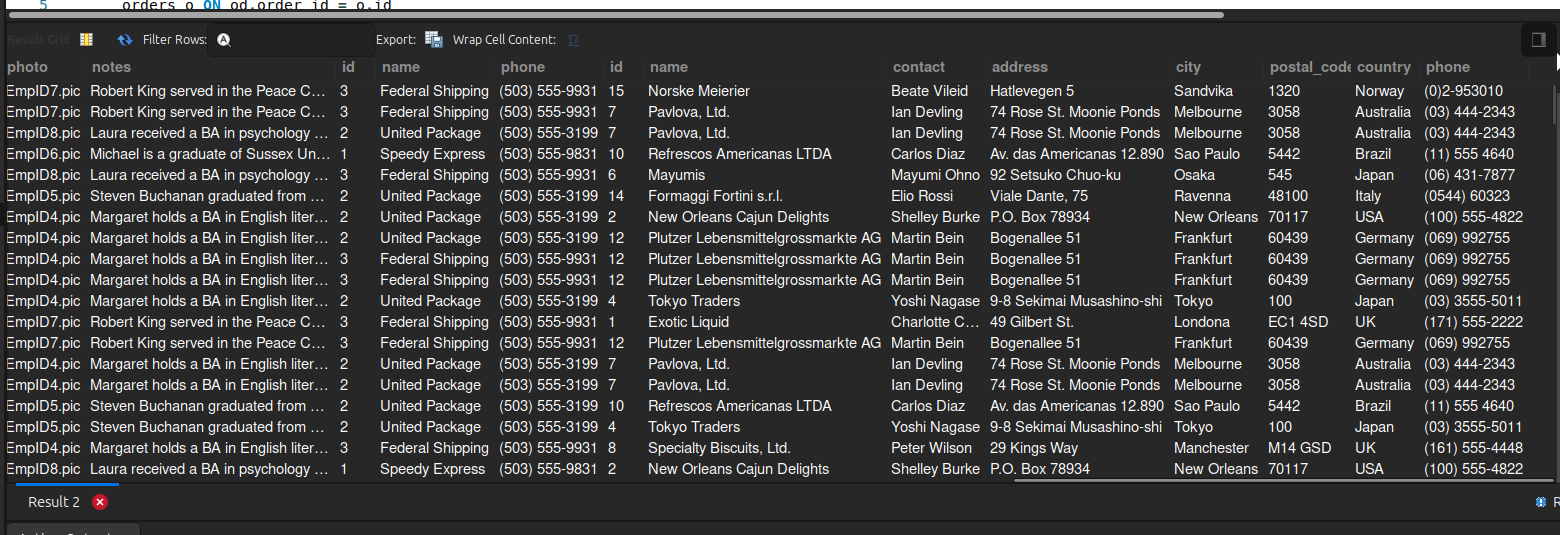 5 orders o ON od.order_id = o.id
Result Grid Filter Rows: Export: Wrap Cell Content:
photo notes id name phone id name contact address city postal_code country phone
EmpID7.pic Robert King served in the Peace C... 3 Federal Shipping (503) 555-9931 15 Norske Meierier Beate Vileid Hatlevegen 5 Sandvika 1320 Norway (0)2-953010
EmpID7.pic Robert King served in the Peace C... 3 Federal Shipping (503) 555-9931 7 Pavlova, Ltd. Ian Devling 74 Rose St. Moonie Ponds Melbourne 3058 Australia (03) 444-2343
EmpID8.pic Laura received a BA in psychology ... 2 United Package (503) 555-3199 7 Pavlova, Ltd. Ian Devling 74 Rose St. Moonie Ponds Melbourne 3058 Australia (03) 444-2343
EmpID6.pic Michael is a graduate of Sussex Un... 1 Speedy Express (503) 555-9831 10 Refrescos Americanas LTDA Carlos Diaz Av. das Americanas 12.890 Sao Paulo 5442 Brazil (11) 555 4640
EmpID8.pic Laura received a BA in psychology ... 3 Federal Shipping (503) 555-9931 6 Mayumis Mayumi Ohno 92 Setsuko Chuo-ku Osaka 545 Japan (06) 431-7877
EmpID5.pic Steven Buchanan graduated from ... 2 United Package (503) 555-3199 14 Formaggi Fortini s.r.l. Elio Rossi Viale Dante, 75 Ravenna 48100 Italy (0544) 60323
EmpID4.pic Margaret holds a BA in English liter... 2 United Package (503) 555-3199 2 New Orleans Cajun Delights Shelley Burke P.O. Box 78934 New Orleans 70117 USA (100) 555-4822
EmpID4.pic Margaret holds a BA in English liter... 2 United Package (503) 555-3199 12 Plutzer Lebensmittelgrossmarkte AG Martin Bein Bogenallee 51 Frankfurt 60439 Germany (069) 992755
EmpID4.pic Margaret holds a BA in English liter... 3 Federal Shipping (503) 555-9931 12 Plutzer Lebensmittelgrossmarkte AG Martin Bein Bogenallee 51 Frankfurt 60439 Germany (069) 992755
EmpID4.pic Margaret holds a BA in English liter... 3 Federal Shipping (503) 555-9931 12 Plutzer Lebensmittelgrossmarkte AG Martin Bein Bogenallee 51 Frankfurt 60439 Germany (069) 992755
EmpID4.pic Margaret holds a BA in English liter... 2 United Package (503) 555-3199 4 Tokyo Traders Yoshi Nagase 9-8 Sekimai Musashino-shi Tokyo 100 Japan (03) 3555-5011
EmpID7.pic Robert King served in the Peace C... 3 Federal Shipping (503) 555-9931 1 Exotic Liquid Charlotte C... 49 Gilbert St. Londona EC1 4SD UK (171) 555-2222
EmpID7.pic Robert King served in the Peace C... 3 Federal Shipping (503) 555-9931 12 Plutzer Lebensmittelgrossmarkte AG Martin Bein Bogenallee 51 Frankfurt 60439 Germany (069) 992755
EmpID4.pic Margaret holds a BA in English liter... 2 United Package (503) 555-3199 7 Pavlova, Ltd. Ian Devling 74 Rose St. Moonie Ponds Melbourne 3058 Australia (03) 444-2343
EmpID4.pic Margaret holds a BA in English liter... 2 United Package (503) 555-3199 7 Pavlova, Ltd. Ian Devling 74 Rose St. Moonie Ponds Melbourne 3058 Australia (03) 444-2343
EmpID5.pic Steven Buchanan graduated from ... 2 United Package (503) 555-3199 10 Refrescos Americanas LTDA Carlos Diaz Av. das Americanas 12.890 Sao Paulo 5442 Brazil (11) 555 4640
EmpID5.pic Steven Buchanan graduated from ... 2 United Package (503) 555-3199 4 Tokyo Traders Yoshi Nagase 9-8 Sekimai Musashino-shi Tokyo 100 Japan (03) 3555-5011
EmpID4.pic Margaret holds a BA in English liter... 3 Federal Shipping (503) 555-9931 8 Specialty Biscuits, Ltd. Peter Wilson 29 Kings Way Manchester M14 GSD UK (161) 555-4448
EmpID8.pic Laura received a BA in psychology ... 1 Speedy Express (503) 555-9831 2 New Orleans Cajun Delights Shelley Burke P.O. Box 78934 New Orleans 70117 USA (100) 555-4822
Result 2